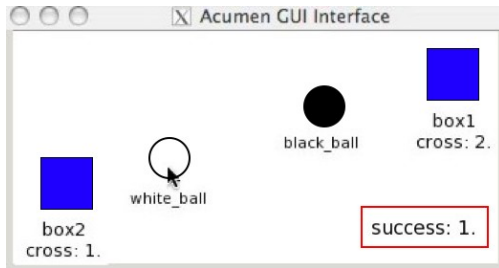 Acumen GUI Interface
box1
cross: 2.
black_ball
white_ball
box2
cross: 1.
success: 1.